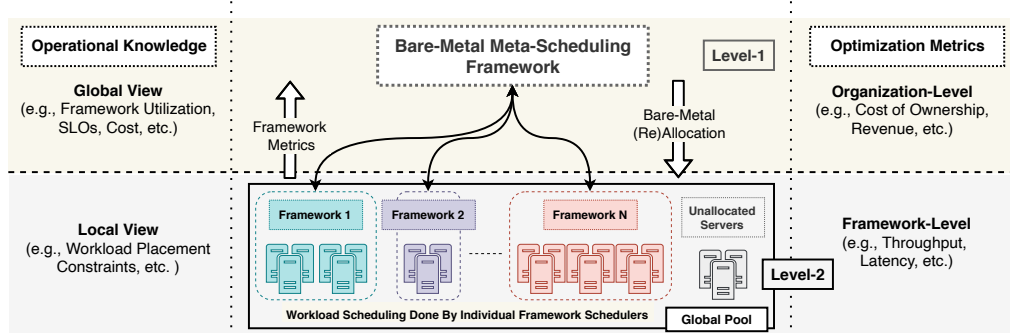 Operational Knowledge
Global View
(e.g., Framework Utilization,
SLOs, Cost, etc.)
Bare-Metal Meta-Scheduling
Framework
Level-1
Optimization Metrics
Organization-Level
(e.g., Cost of Ownership,
Revenue, etc.)
Framework
Metrics
Bare-Metal
(Re)Allocation
Local View
(e.g., Workload Placement
Constraints, etc. )
Framework 1
Framework 2
Framework N
Unallocated
Servers
Framework-Level
(e.g., Throughput,
Latency, etc.)
Level-2
Workload Scheduling Done By Individual Framework Schedulers
Global Pool